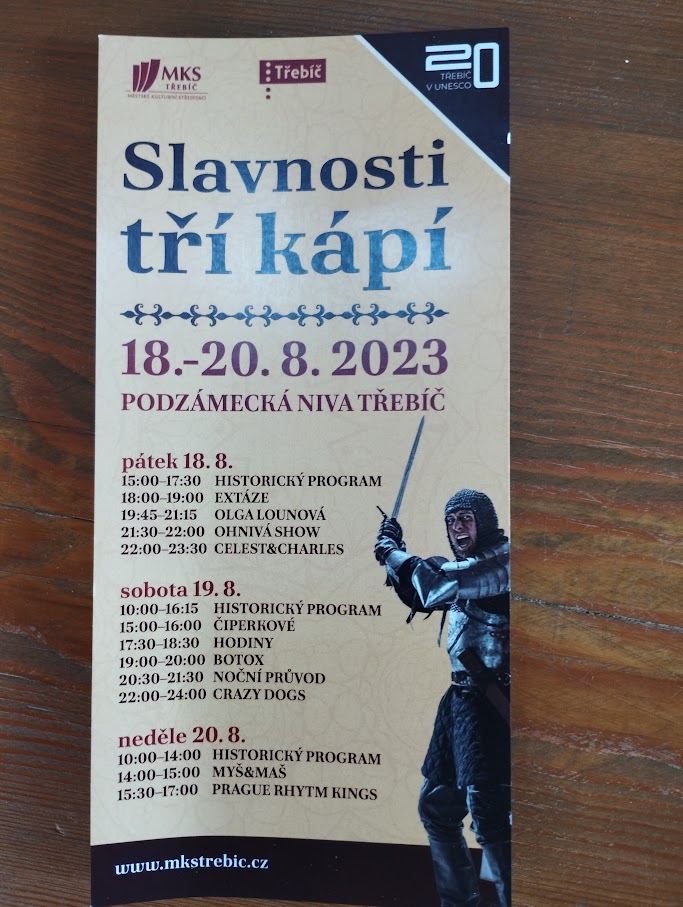 MKS
TŘEBÍČ
MĚSTSKÉ KULTURNÍ STŘEDISKO
Třebíč
20
TŘEBÍČ
V UNESCO
Slavnosti
tří kápí
18.-20. 8. 2023
PODZÁMECKÁ NIVA TŘEBÍČ
pátek 18. 8.
15:00–17:30 HISTORICKÝ PROGRAM
18:00–19:00 EXTÁZE
19:45–21:15 OLGA LOUNOVÁ
21:30–22:00 OHNIVÁ SHOW
22:00–23:30 CELEST&CHARLES
sobota 19. 8.
10:00–16:15 HISTORICKÝ PROGRAM
15:00–16:00 ČIPERKOVÉ
17:30–18:30 HODINY
19:00–20:00 BOTOX
20:30–21:30 NOČNÍ PRŮVOD
22:00–24:00 CRAZY DOGS
neděle 20. 8.
10:00–14:00 HISTORICKÝ PROGRAM
14:00–15:00 MYŠ&MAŠ
15:30–17:00 PRAGUE RHYTM KINGS
www.mkstrebic.cz